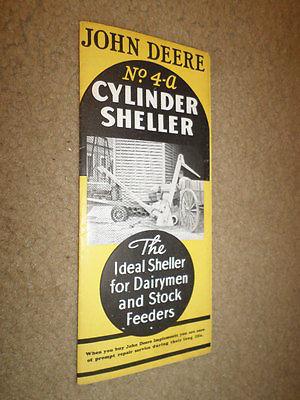 JOHN DEERE
No 4-a
CYLINDER
SHELLER
The
Ideal Sheller
for Dairymen
and Stock
Feeders
When you buy John Deere Implements you are sure
of prompt repair service during their long life.